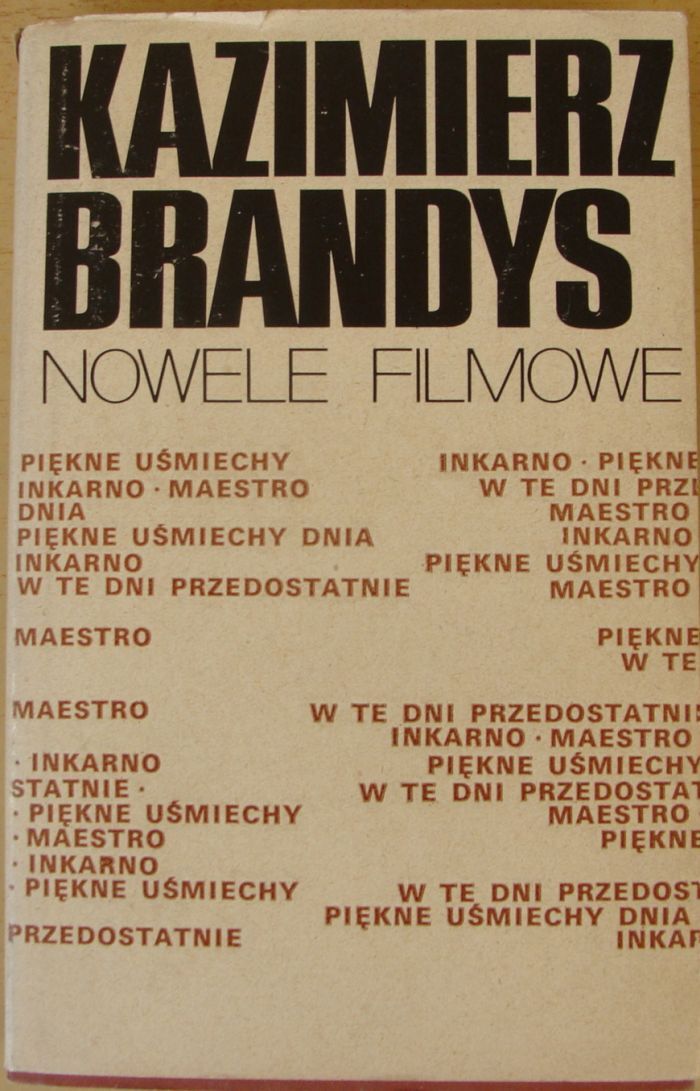 KAZIMIERZ
BRANDYS
NOWELE FILMOWE
PIĘKNE UŚMIECHY INKARNO · PIĘKNE
INKARNO · MAESTRO W TE DNI PRZ
DNIA MAESTRO
PIĘKNE UŚMIECHY DNIA INKARNO
INKARNO PIĘKNE UŚMIECHY
W TE DNI PRZEDOSTATNIE MAESTRO
MAESTRO PIĘKNE
W TE
MAESTRO W TE DNI PRZEDOSTATNI
INKARNO · MAESTRO
· INKARNO PIĘKNE UŚMIECHY
STATNIE · W TE DNI PRZEDOSTAT
· PIĘKNE UŚMIECHY MAESTRO
· MAESTRO PIĘKNE
· INKARNO
· PIĘKNE UŚMIECHY W TE DNI PRZEDOST
PIĘKNE UŚMIECHY DNIA
PRZEDOSTATNIE INKAR